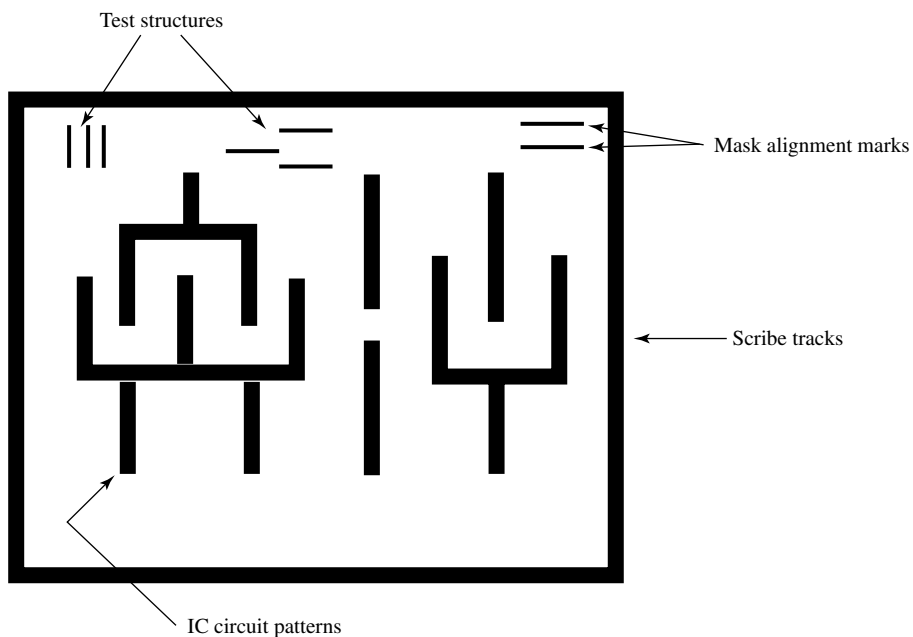 Test structures
Mask alignment marks
Scribe tracks
IC circuit patterns